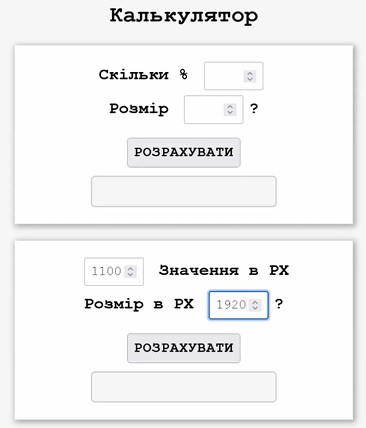 Калькулятор
Скільки %
Розмір ?
РОЗРАХУВАТИ
1100 Значення в PX
Розмір в PX 1920 ?
РОЗРАХУВАТИ